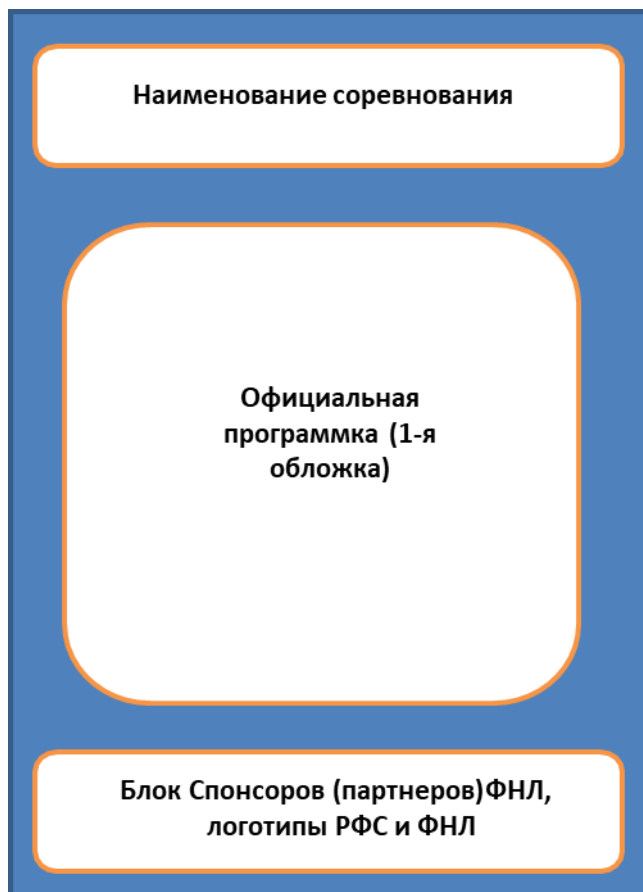 Наименование соревнования
Официальная
программка (1-я
обложка)
Блок Спонсоров (партнеров)ФНЛ,
логотипы РФС и ФНЛ